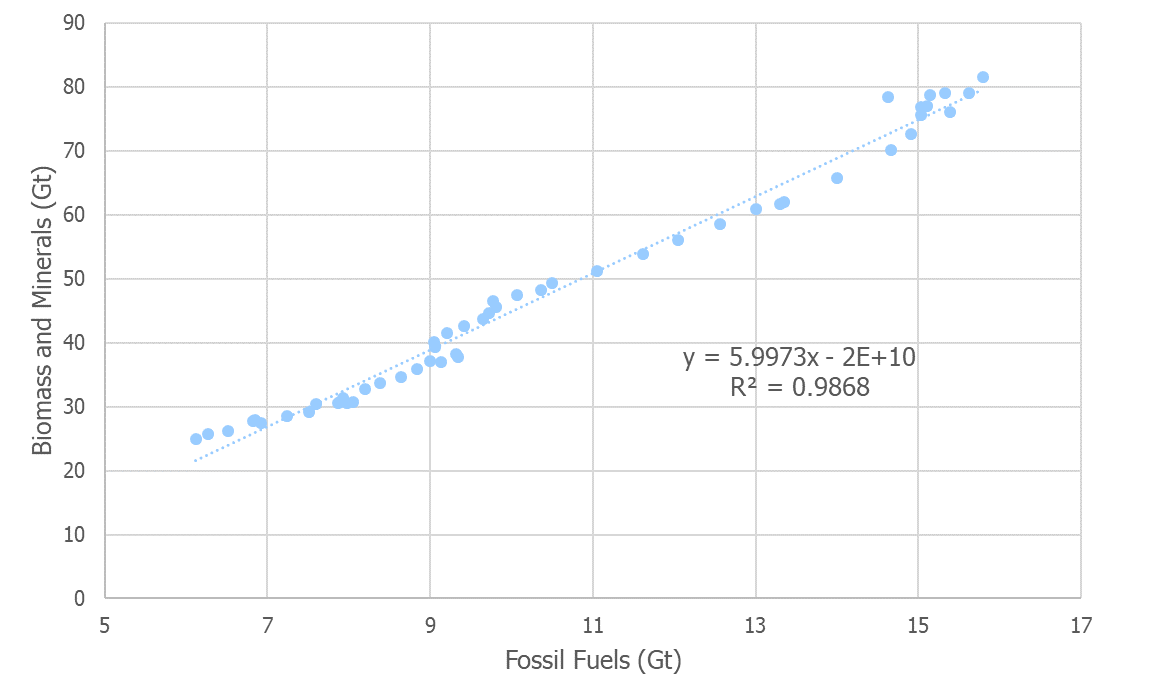 90
80
70
60
50
40
30
20
10
0
Biomass and Minerals (Gt)
y = 5.9973x - 2E+10
R² = 0.9868
5 7 9 11 13 15 17
Fossil Fuels (Gt)